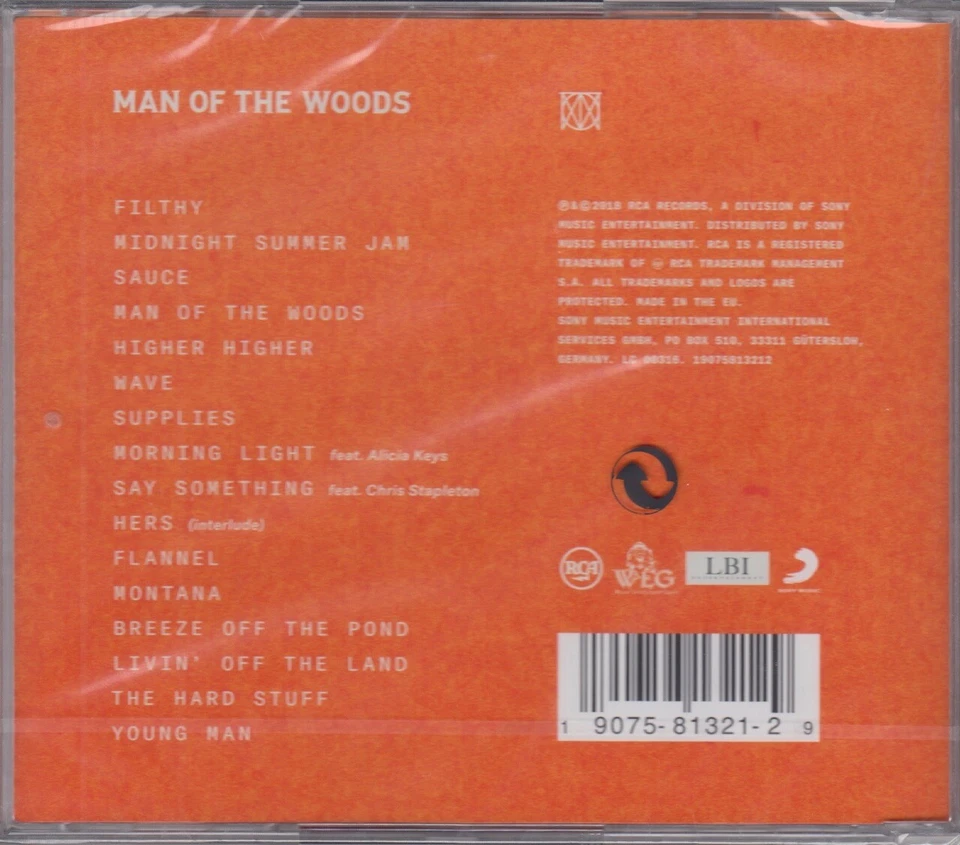 MAN OF THE WOODS
FILTHY
MIDNIGHT SUMMER JAM
SAUCE
MAN OF THE WOODS
HIGHER HIGHER
WAVE
SUPPLIES
MORNING LIGHT feat. Alicia Keys
SAY SOMETHING feat. Chris Stapleton
HERS (interlude)
FLANNEL
MONTANA
BREEZE OFF THE POND
LIVIN' OFF THE LAND
THE HARD STUFF
YOUNG MAN
℗&©2018 RCA RECORDS, A DIVISION OF SONY
MUSIC ENTERTAINMENT. DISTRIBUTED BY SONY
MUSIC ENTERTAINMENT. RCA IS A REGISTERED
TRADEMARK OF RCA TRADEMARK MANAGEMENT
S.A. ALL TRADEMARKS AND LOGOS ARE
PROTECTED. MADE IN THE EU.
SONY MUSIC ENTERTAINMENT INTERNATIONAL
SERVICES GMBH, PO BOX 510, 33311 GÜTERSLOH,
GERMANY. LC 00316. 19075813212
RCA WEG LBI SONY MUSIC
1 9075-81321-2 9